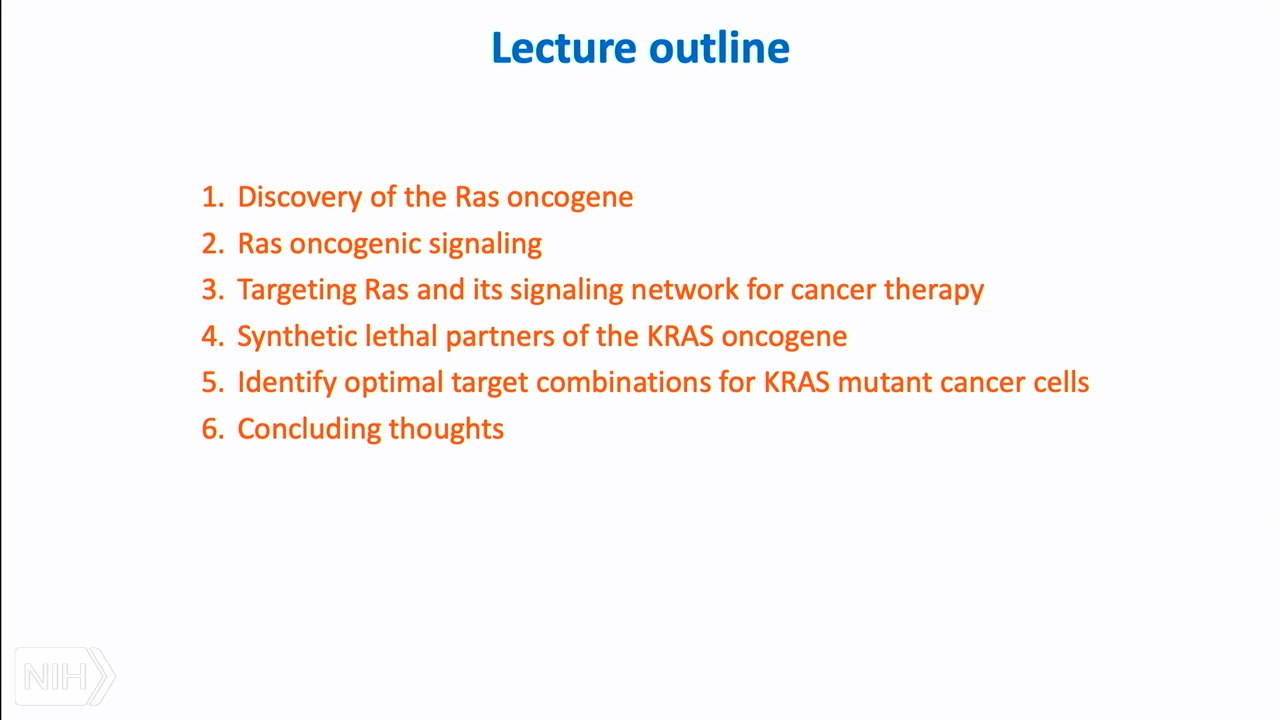 Lecture outline
1. Discovery of the Ras oncogene
2. Ras oncogenic signaling
3. Targeting Ras and its signaling network for cancer therapy
4. Synthetic lethal partners of the KRAS oncogene
5. Identify optimal target combinations for KRAS mutant cancer cells
6. Concluding thoughts
NIH